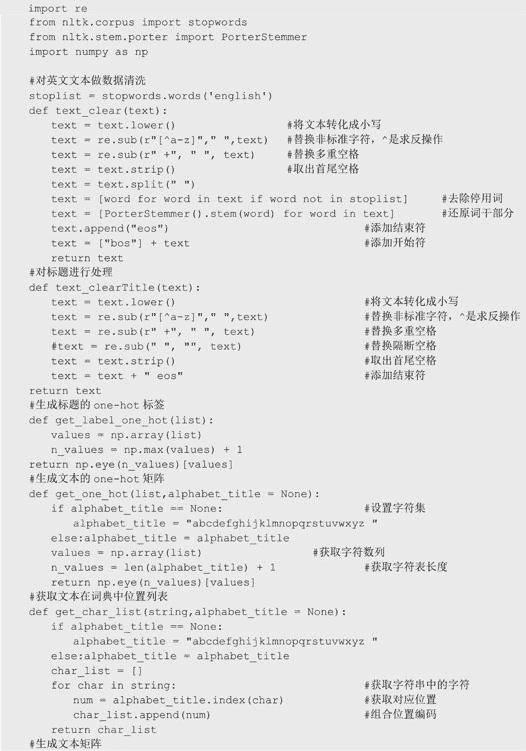 import re
from nltk.corpus import stopwords
from nltk.stem.porter import PorterStemmer
import numpy as np
#对英文文本做数据清洗
stoplist = stopwords.words('english')
def text_clear(text):
    text = text.lower() #将文本转化成小写
    text = re.sub(r"[^a-z]"," ",text) #替换非标准字符，^是求反操作
    text = re.sub(r" +", " ", text) #替换多重空格
    text = text.strip() #取出首尾空格
    text = text.split(" ")
    text = [word for word in text if word not in stoplist] #去除停用词
    text = [PorterStemmer().stem(word) for word in text] #还原词干部分
    text.append("eos") #添加结束符
    text = ["bos"] + text #添加开始符
    return text
#对标题进行处理
def text_clearTitle(text):
    text = text.lower() #将文本转化成小写
    text = re.sub(r"[^a-z]"," ",text) #替换非标准字符，^是求反操作
    text = re.sub(r" +", " ", text) #替换多重空格
    #text = re.sub(" ", "", text) #替换隔断空格
    text = text.strip() #取出首尾空格
    text = text + " eos" #添加结束符
return text
#生成标题的 one-hot 标签
def get_label_one_hot(list):
    values = np.array(list)
    n_values = np.max(values) + 1
return np.eye(n_values)[values]
#生成文本的 one-hot 矩阵
def get_one_hot(list,alphabet_title = None):
    if alphabet_title == None: #设置字符集
        alphabet_title = "abcdefghijklmnopqrstuvwxyz "
    else:alphabet_title = alphabet_title
    values = np.array(list) #获取字符数列
    n_values = len(alphabet_title) + 1 #获取字符表长度
    return np.eye(n_values)[values]
#获取文本在词典中位置列表
def get_char_list(string,alphabet_title = None):
    if alphabet_title == None:
        alphabet_title = "abcdefghijklmnopqrstuvwxyz "
    else:alphabet_title = alphabet_title
    char_list = []
    for char in string: #获取字符串中的字符
        num = alphabet_title.index(char) #获取对应位置
        char_list.append(num) #组合位置编码
    return char_list
#生成文本矩阵